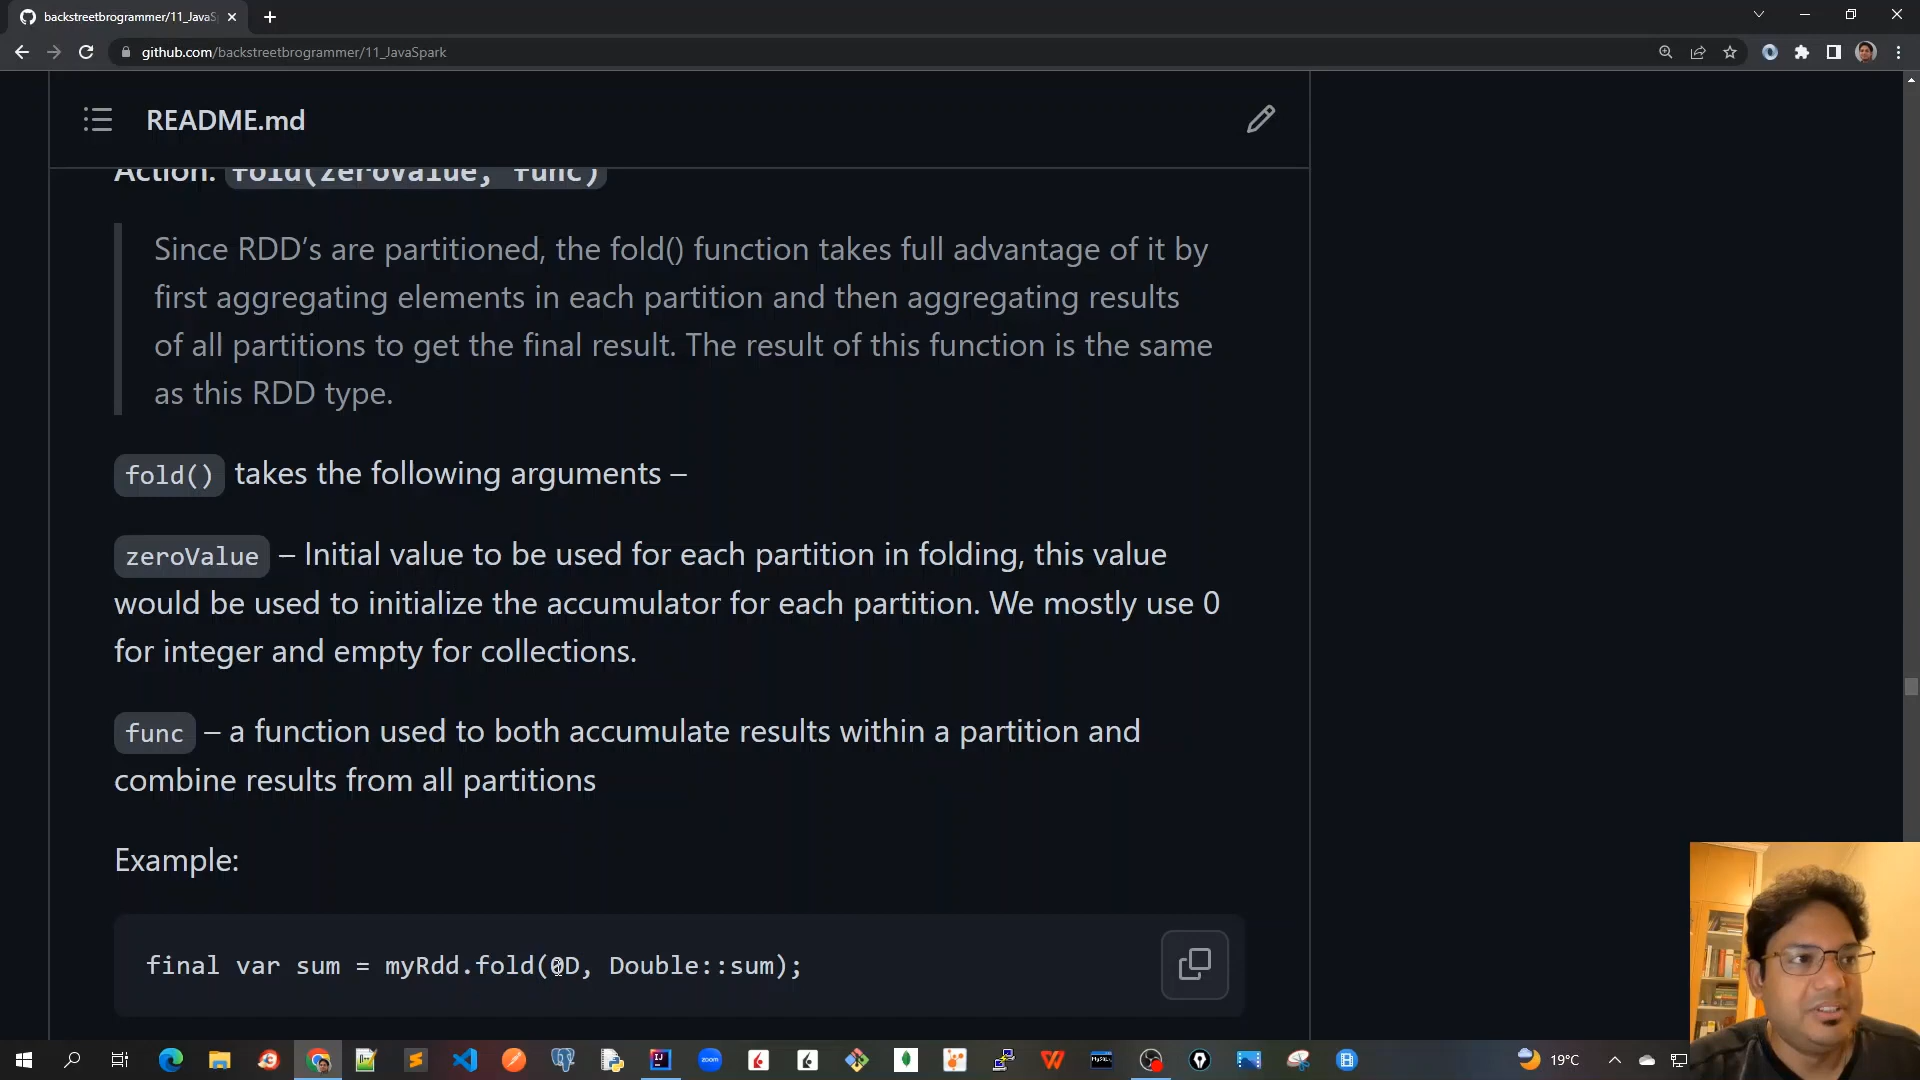 backstreetbrogrammer/11_JavaS
github.com/backstreetbrogrammer/11_JavaSpark
README.md
Action: fold(zeroValue, func)
Since RDD’s are partitioned, the fold() function takes full advantage of it by
first aggregating elements in each partition and then aggregating results
of all partitions to get the final result. The result of this function is the same
as this RDD type.
fold() takes the following arguments –
zeroValue – Initial value to be used for each partition in folding, this value
would be used to initialize the accumulator for each partition. We mostly use 0
for integer and empty for collections.
func – a function used to both accumulate results within a partition and
combine results from all partitions
Example:
final var sum = myRdd.fold(0D, Double::sum);
zoom
19°C